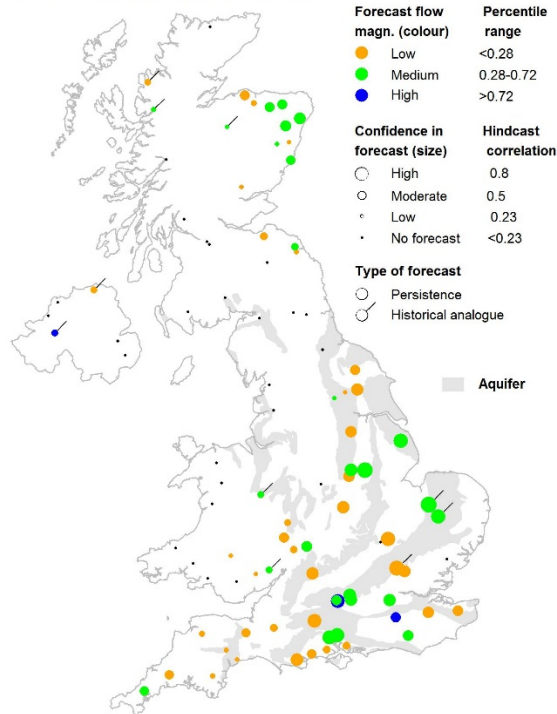 Forecast flow Percentile
magn. (colour) range
Low <0.28
Medium 0.28-0.72
High >0.72
Confidence in Hindcast
forecast (size) correlation
High 0.8
Moderate 0.5
Low 0.23
No forecast <0.23
Type of forecast
Persistence
Historical analogue
Aquifer